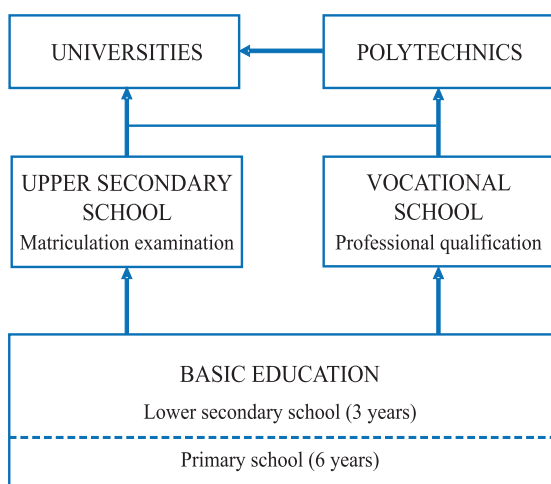 UNIVERSITIES
POLYTECHNICS
UPPER SECONDARY
SCHOOL
Matriculation examination
VOCATIONAL
SCHOOL
Professional qualification
BASIC EDUCATION
Lower secondary school (3 years)
Primary school (6 years)